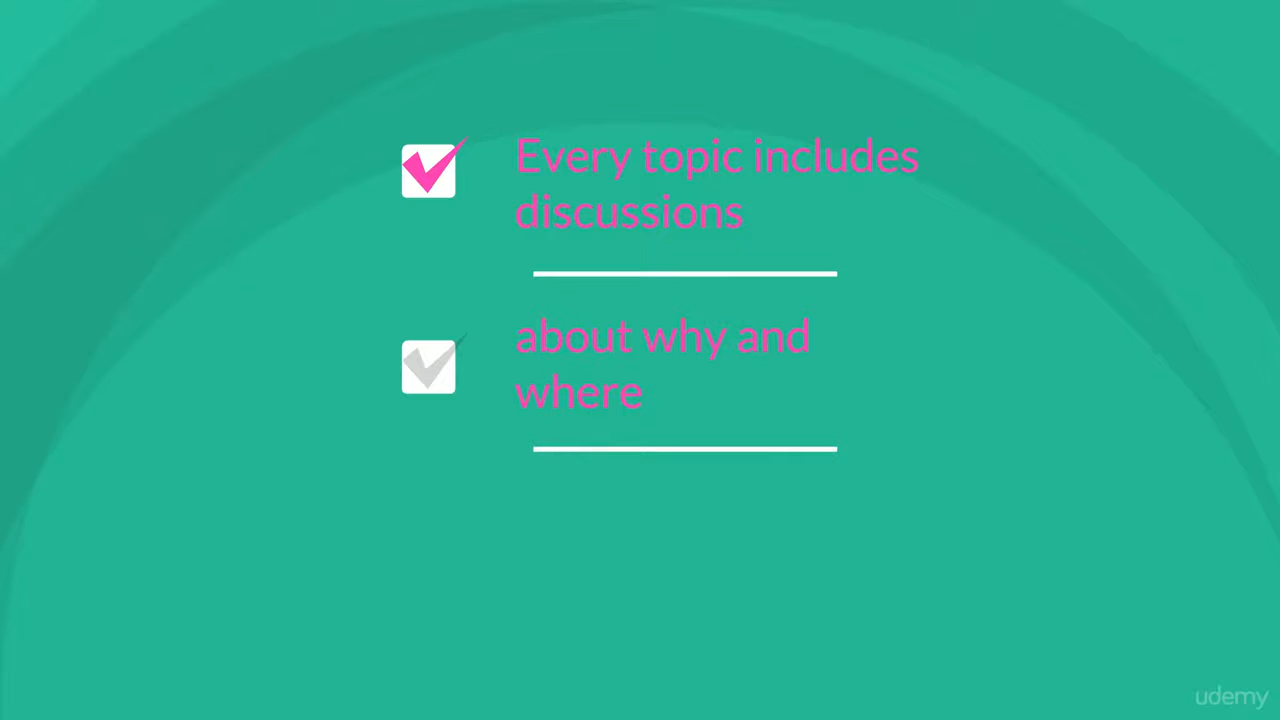 Every topic includes
discussions
about why and
where
udemy